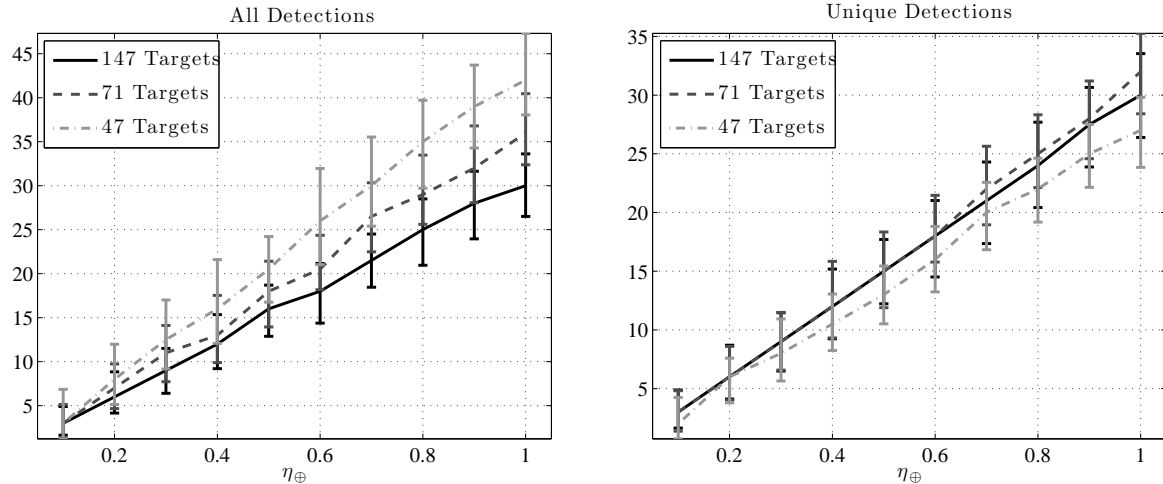 All Detections
147 Targets
71 Targets
47 Targets
45
40
35
30
25
20
15
10
5
0.2 0.4 0.6 0.8 1
η⊕
Unique Detections
147 Targets
71 Targets
47 Targets
35
30
25
20
15
10
5
0.2 0.4 0.6 0.8 1
η⊕